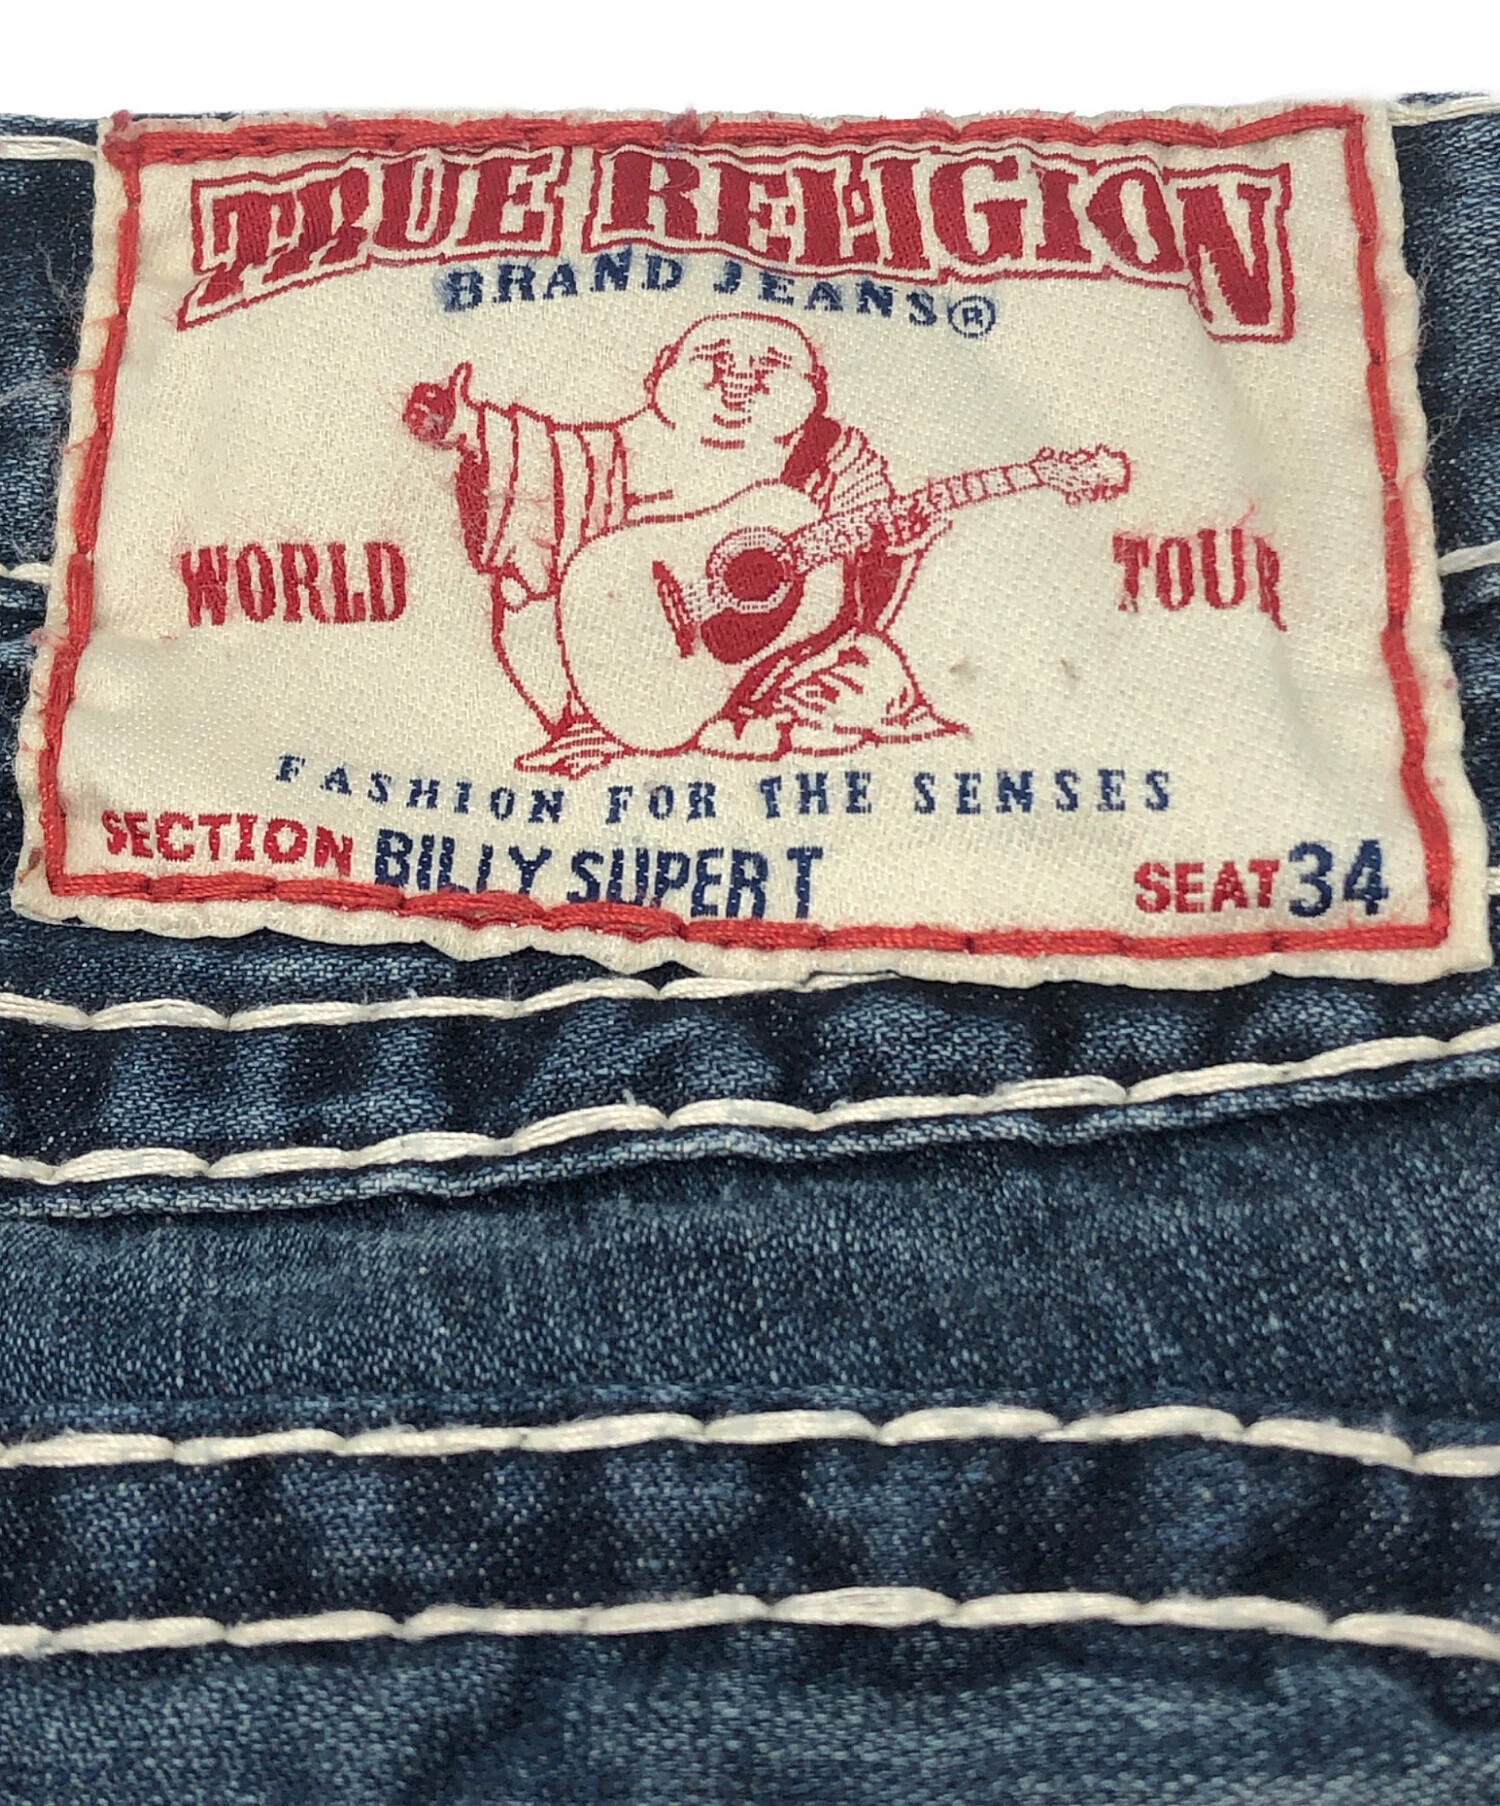 TRUE RELIGION
BRAND JEANS®
WORLD TOUR
FASHION FOR THE SENSES
SECTION BILLY SUPER T SEAT 34